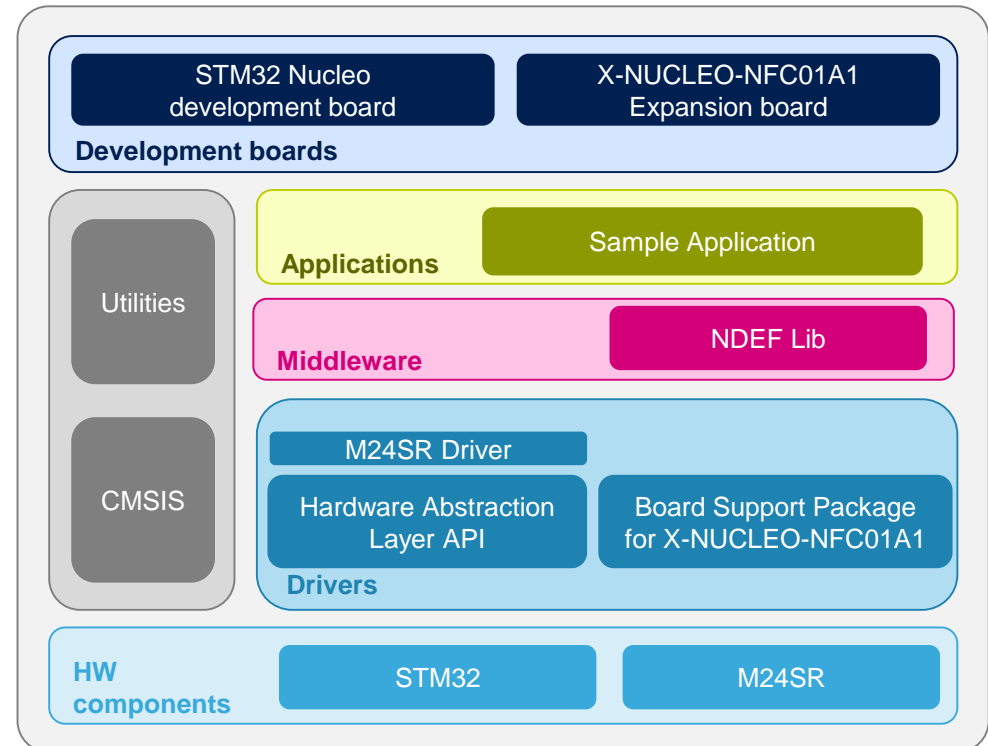 STM32 Nucleo
development board
X-NUCLEO-NFC01A1
Expansion board
Development boards
Utilities
CMSIS
Sample Application
Applications
NDEF Lib
Middleware
M24SR Driver
Hardware Abstraction
Layer API
Board Support Package
for X-NUCLEO-NFC01A1
Drivers
HW
components
STM32
M24SR